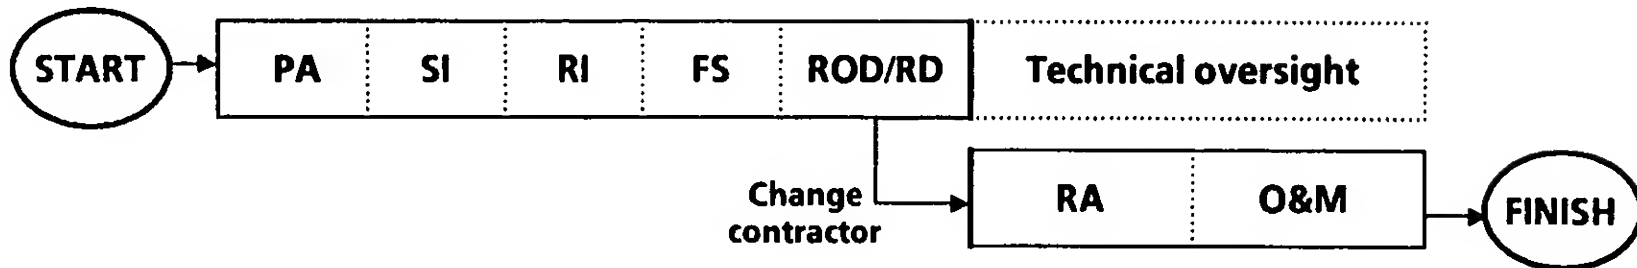 START
PA
SI
RI
FS
ROD/RD
Technical oversight
Change
contractor
RA
O&M
FINISH